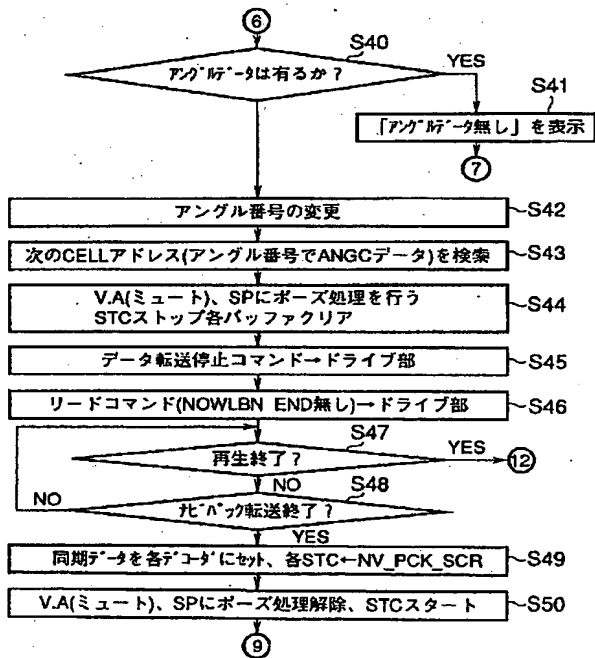 ⑥
S40
アングルデータは有るか？
YES
S41
「アングルデータ無し」を表示
⑦
アングル番号の変更
S42
次のCELLアドレス(アングル番号でANGCデータ)を検索
S43
V.A(ミュート)、SPにポーズ処理を行う
STCストップ各バッファクリア
S44
データ転送停止コマンド→ドライブ部
S45
リードコマンド(NOWLBN END無し)→ドライブ部
S46
S47
再生終了？
YES
⑫
NO
S48
NO
ナビパック転送終了？
YES
同期データを各デコーダにセット、各STC←NV_PCK_SCR
S49
V.A(ミュート)、SPにポーズ処理解除、STCスタート
S50
⑨